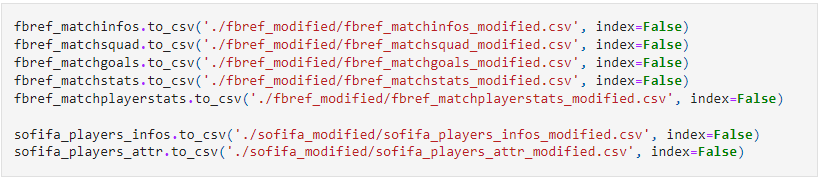 fbref_matchinfos.to_csv('./fbref_modified/fbref_matchinfos_modified.csv', index=False)
fbref_matchsquad.to_csv('./fbref_modified/fbref_matchsquad_modified.csv', index=False)
fbref_matchgoals.to_csv('./fbref_modified/fbref_matchgoals_modified.csv', index=False)
fbref_matchstats.to_csv('./fbref_modified/fbref_matchstats_modified.csv', index=False)
fbref_matchplayerstats.to_csv('./fbref_modified/fbref_matchplayerstats_modified.csv', index=False)
sofifa_players_infos.to_csv('./sofifa_modified/sofifa_players_infos_modified.csv', index=False)
sofifa_players_attr.to_csv('./sofifa_modified/sofifa_players_attr_modified.csv', index=False)